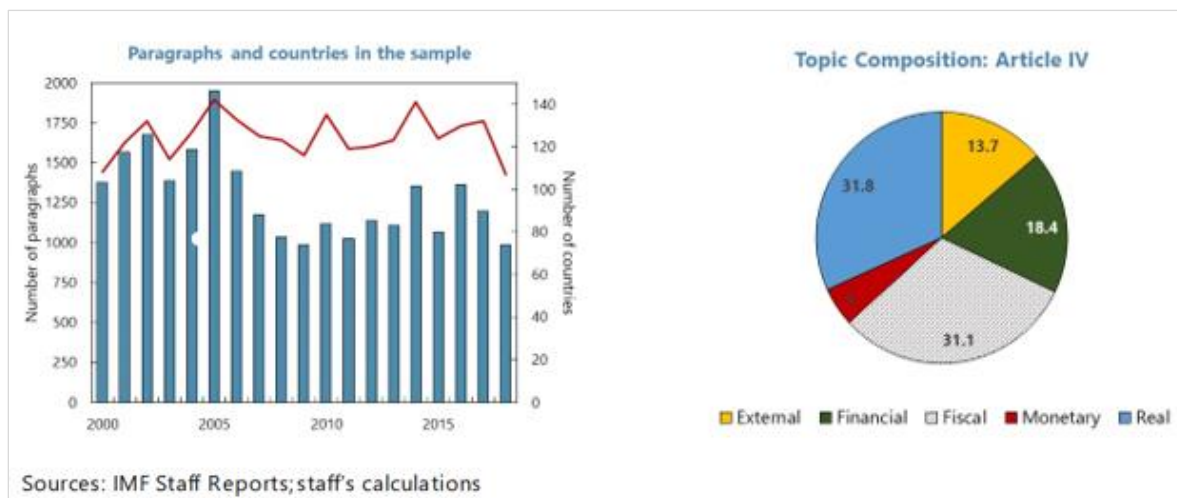 Paragraphs and countries in the sample
2000
1750
1500
1250
1000
750
500
250
0
Number of paragraphs
140
120
100
80
60
40
20
0
Number of countries
2000
2005
2010
2015
Topic Composition: Article IV
13.7
18.4
31.1
31.8
External
Financial
Fiscal
Monetary
Real
Sources: IMF Staff Reports; staff's calculations